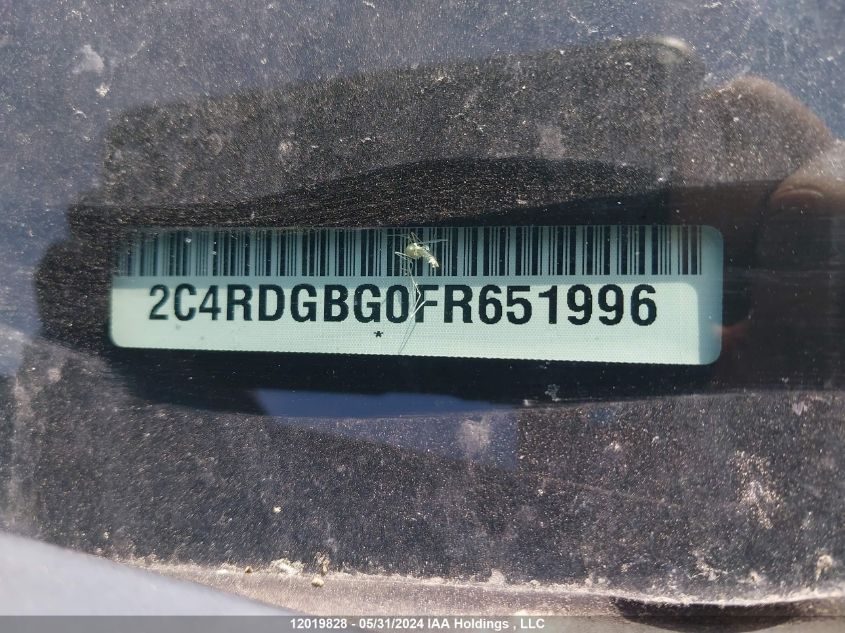 2C4RDGBG0FR651996
*
12019828 - 05/31/2024 IAA Holdings , LLC